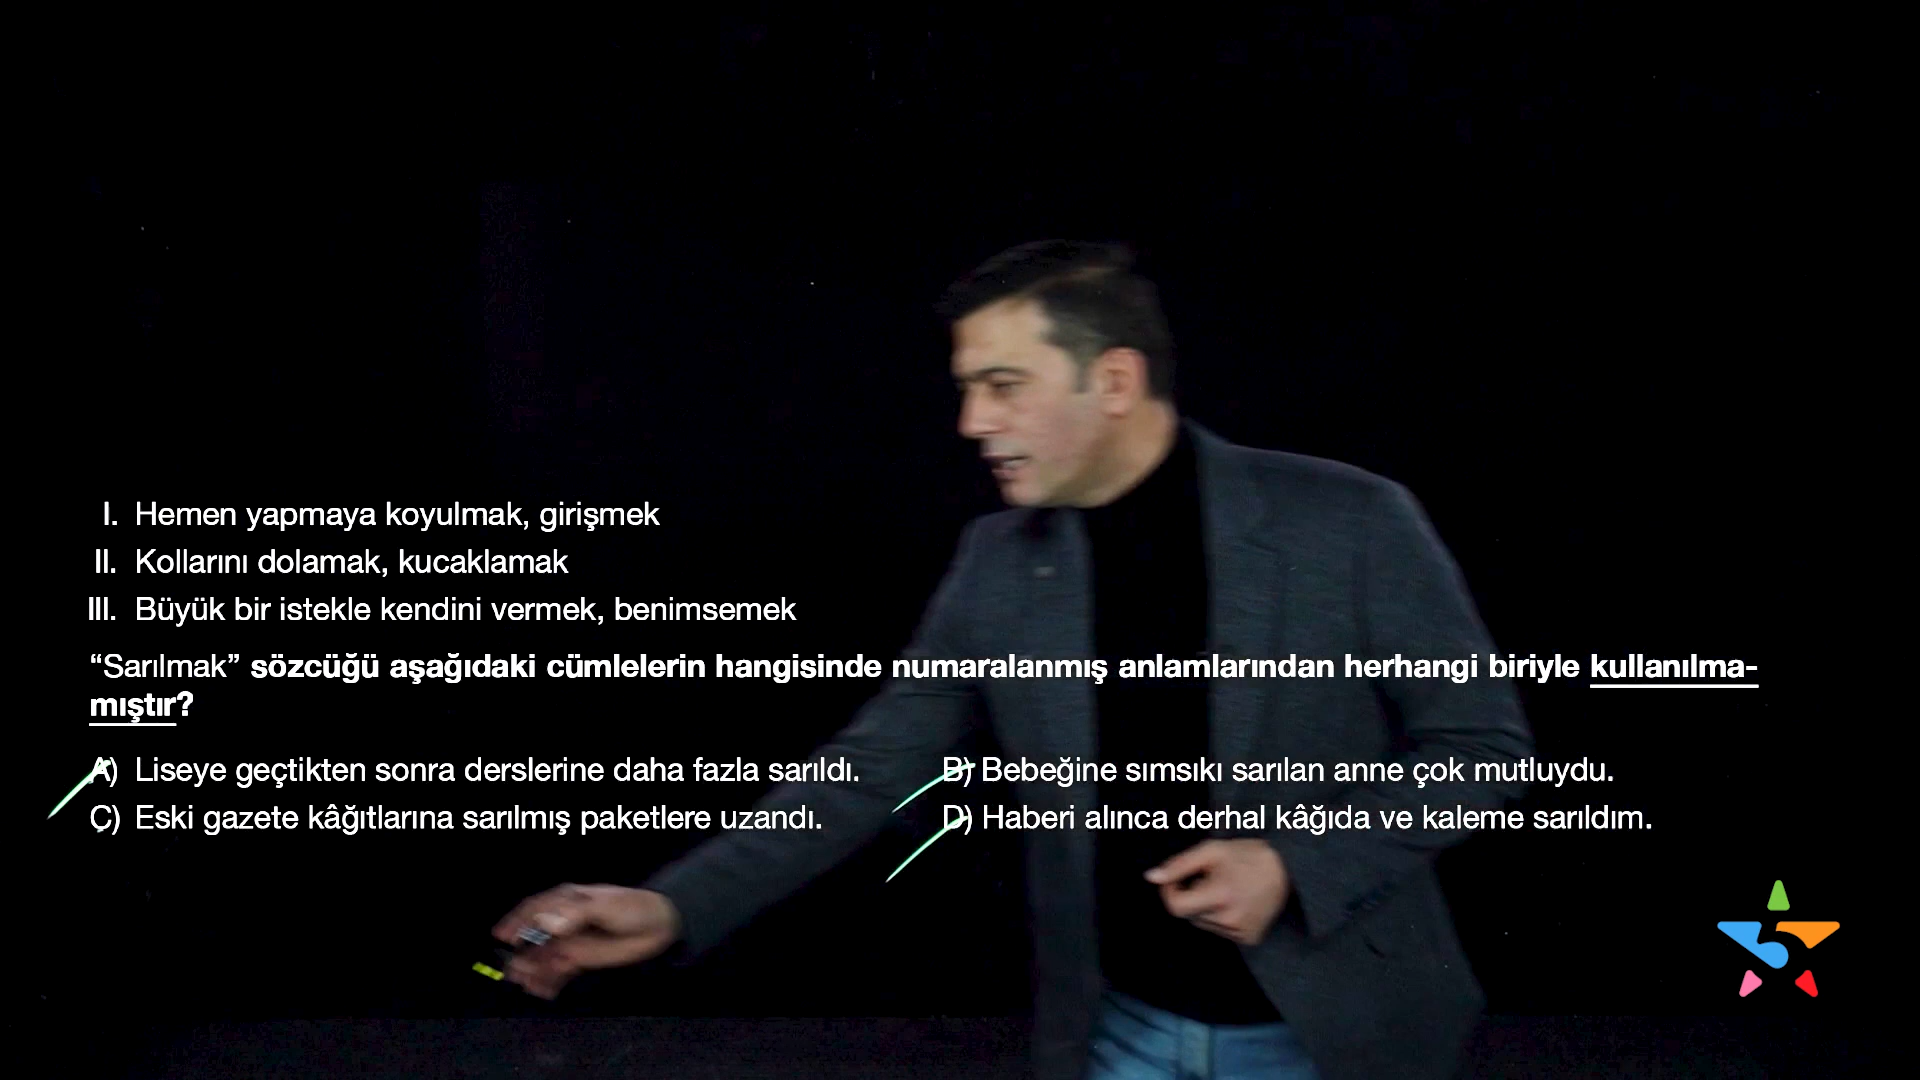 I. Hemen yapmaya koyulmak, girişmek
II. Kollarını dolamak, kucaklamak
III. Büyük bir istekle kendini vermek, benimsemek
“Sarılmak” sözcüğü aşağıdaki cümlelerin hangisinde numaralanmış anlamlarından herhangi biriyle kullanılma-
mıştır?
A) Liseye geçtikten sonra derslerine daha fazla sarıldı. B) Bebeğine sımsıkı sarılan anne çok mutluydu.
C) Eski gazete kâğıtlarına sarılmış paketlere uzandı. D) Haberi alınca derhal kâğıda ve kaleme sarıldım.
5